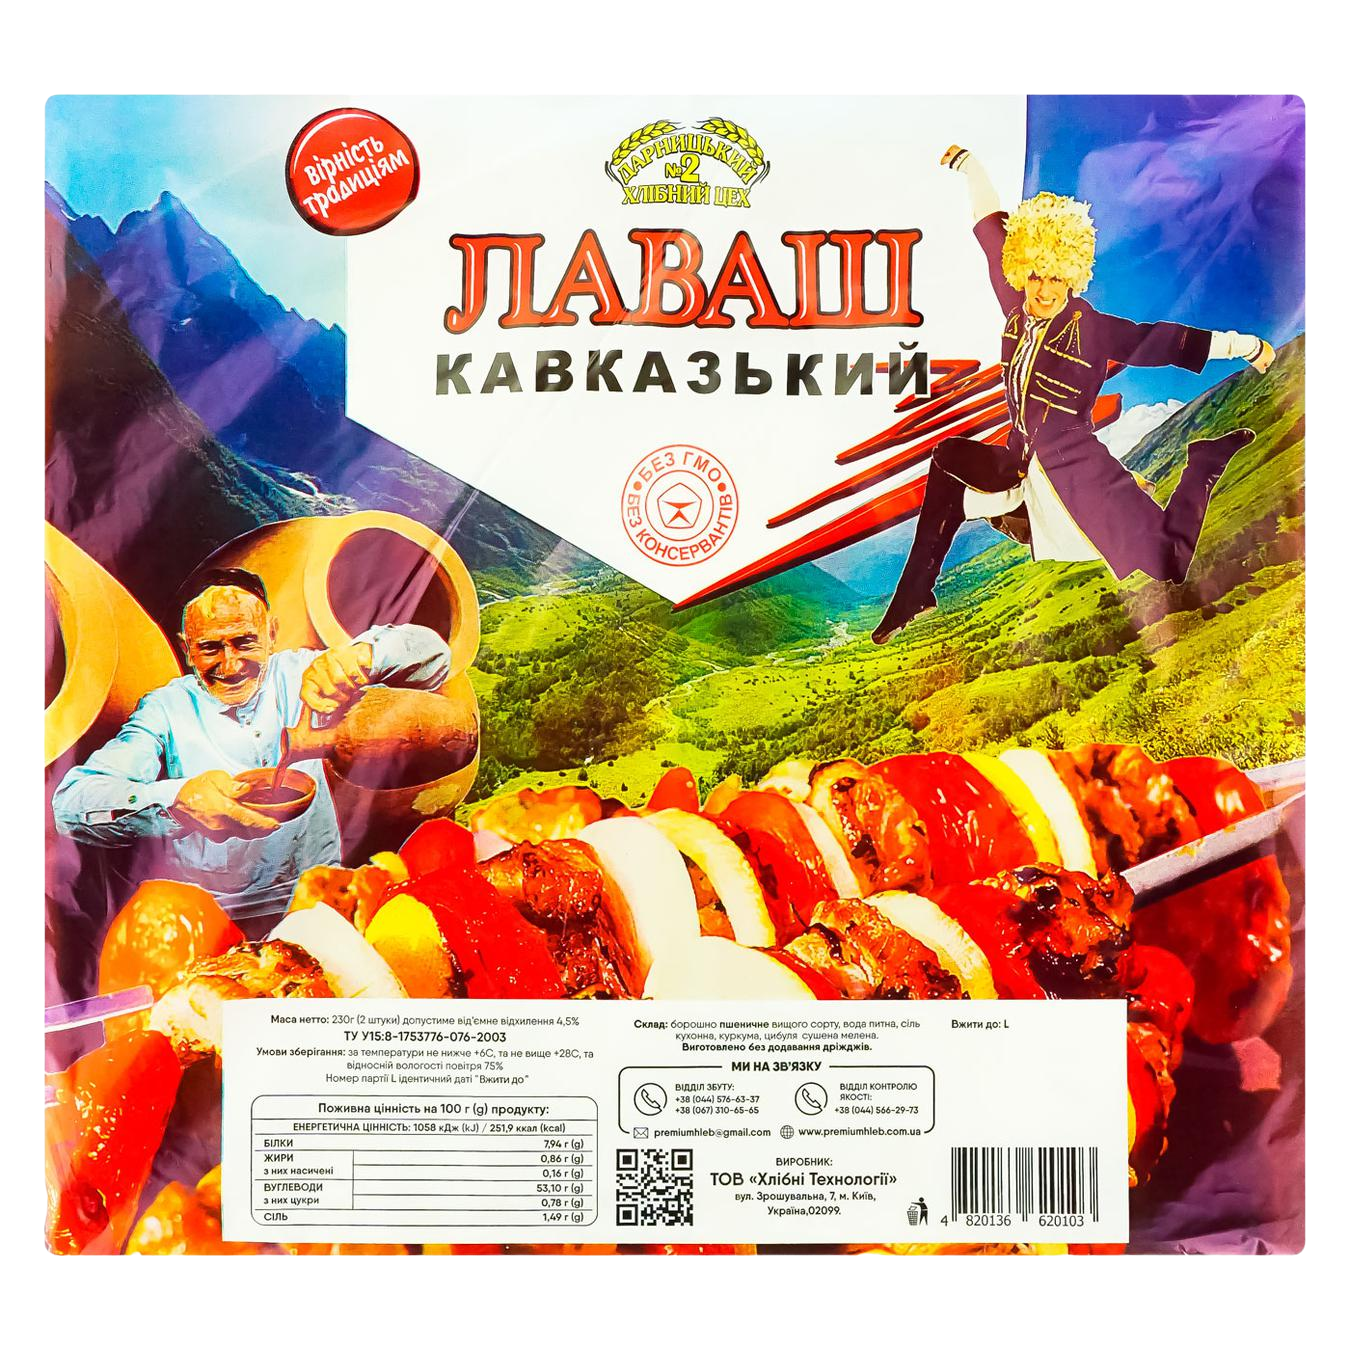 вірність
традиціям
ДАРНИЦЬКИЙ
№2
ХЛІБНИЙ ЦЕХ
ЛАВАШ
КАВКАЗЬКИЙ
БЕЗ ГМО
БЕЗ КОНСЕРВАНТІВ
Маса нетто: 230г (2 штуки) допустиме від'ємне відхилення 4,5%
ТУ У15:8-1753776-076-2003
Умови зберігання: за температури не нижче +6С, та не вище +28С, та
відносній вологості повітря 75%
Номер партії L ідентичний даті "Вжити до"
Поживна цінність на 100 г (g) продукту:
ЕНЕРГЕТИЧНА ЦІННІСТЬ: 1058 кДж (kJ) / 251,9 ккал (kcal)
БІЛКИ 7,94 г (g)
ЖИРИ 0,86 г (g)
з них насичені 0,16 г (g)
ВУГЛЕВОДИ 53,10 г (g)
з них цукри 0,78 г (g)
СІЛЬ 1,49 г (g)
Склад: борошно пшеничне вищого сорту, вода питна, сіль
кухонна, куркума, цибуля сушена мелена.
Виготовлено без додавання дріжджів.
МИ НА ЗВ'ЯЗКУ
ВІДДІЛ ЗБУТУ:
+38 (044) 576-63-37
+38 (067) 310-65-65
ВІДДІЛ КОНТРОЛЮ
ЯКОСТІ:
+38 (044) 566-29-73
premiumhleb@gmail.com www.premiumhleb.com.ua
ВИРОБНИК:
ТОВ «Хлібні Технології»
вул. Зрошувальна, 7, м. Київ,
Україна,02099.
Вжити до: L
4 820136 620103